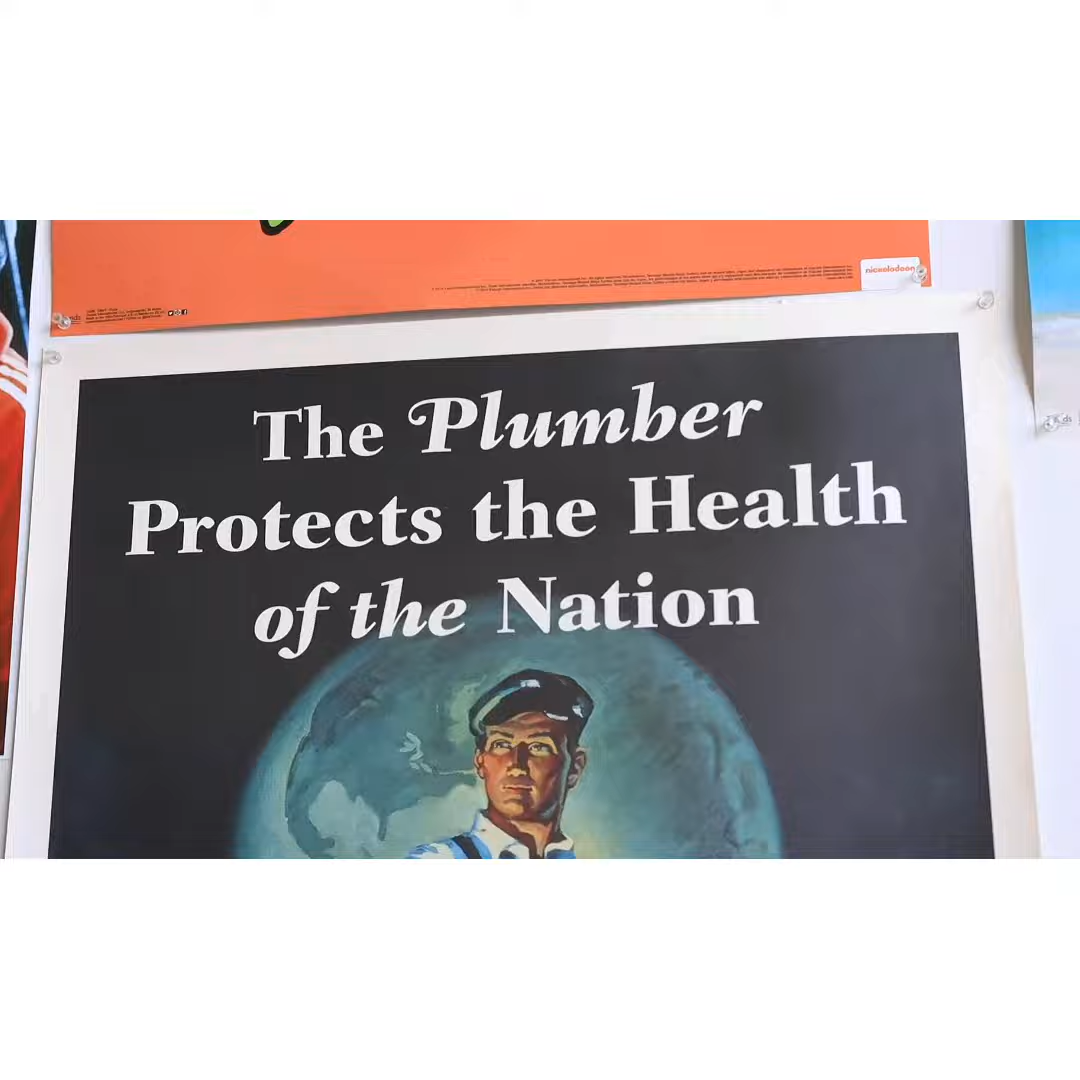 nickelodeon
The Plumber
Protects the Health
of the Nation